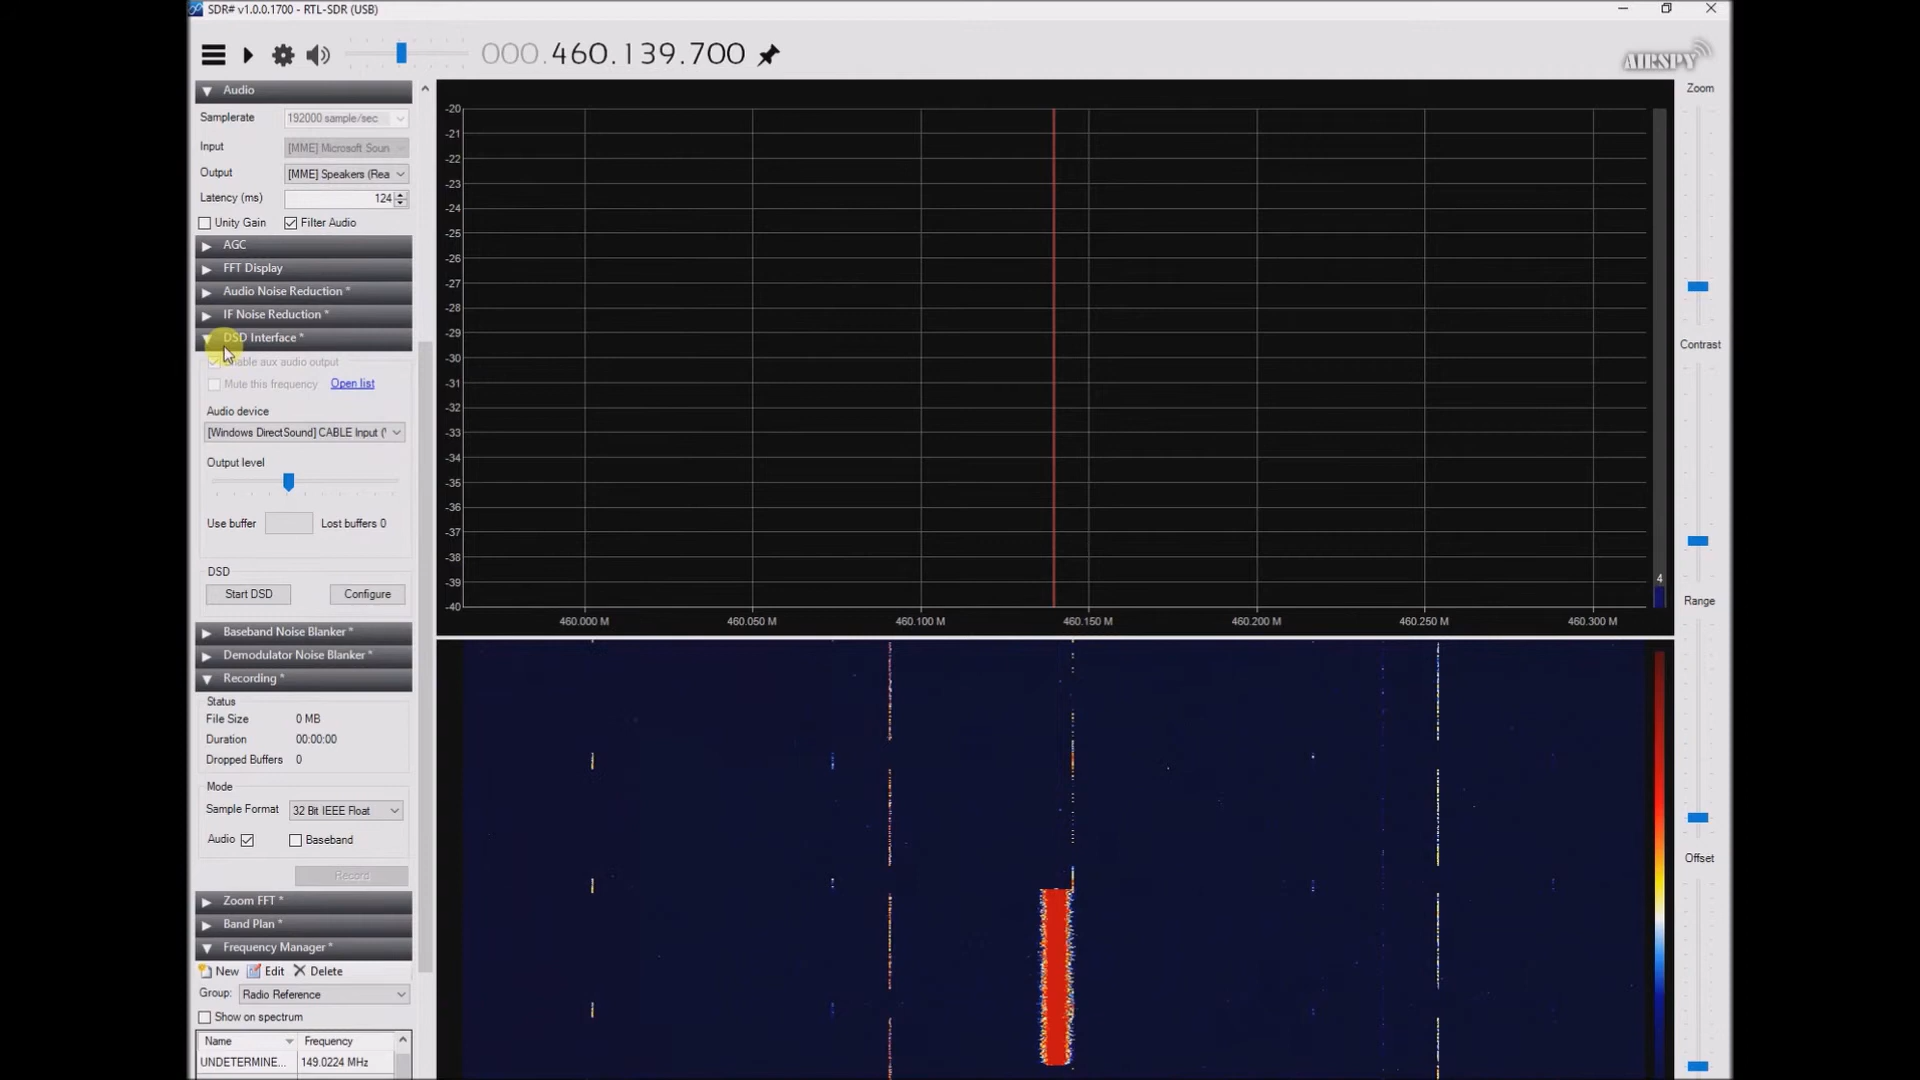 SDR# v1.0.0.1700 - RTL-SDR (USB)
000.460.139.700
AIRSPY
Audio
Samplerate 192000 sample/sec
Input [MME] Microsoft Soun
Output [MME] Speakers (Rea
Latency (ms) 124
Unity Gain Filter Audio
AGC
FFT Display
Audio Noise Reduction *
IF Noise Reduction *
DSD Interface *
Enable aux audio output
Mute this frequency Open list
Audio device
[Windows DirectSound] CABLE Input (
Output level
Use buffer Lost buffers 0
DSD
Start DSD Configure
Baseband Noise Blanker *
Demodulator Noise Blanker *
Recording *
Status
File Size 0 MB
Duration 00:00:00
Dropped Buffers 0
Mode
Sample Format 32 Bit IEEE Float
Audio Baseband
Record
Zoom FFT *
Band Plan *
Frequency Manager *
New Edit Delete
Group: Radio Reference
Show on spectrum
Name Frequency
UNDETERMINE... 149.0224 MHz
-20
-21
-22
-23
-24
-25
-26
-27
-28
-29
-30
-31
-32
-33
-34
-35
-36
-37
-38
-39
-40
460.000 M 460.050 M 460.100 M 460.150 M 460.200 M 460.250 M 460.300 M
4
Zoom
Contrast
Range
Offset